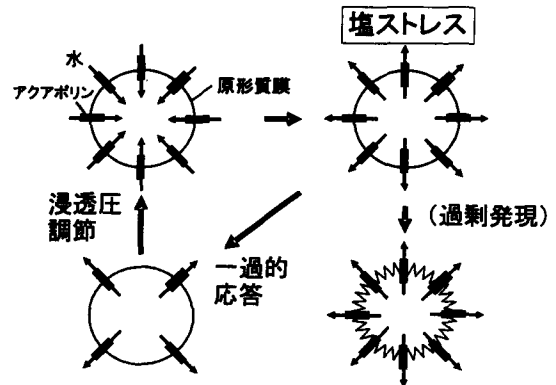 塩ストレス
水
アクアポリン
原形質膜
浸透圧
調節
一過的
応答
（過剰発現）